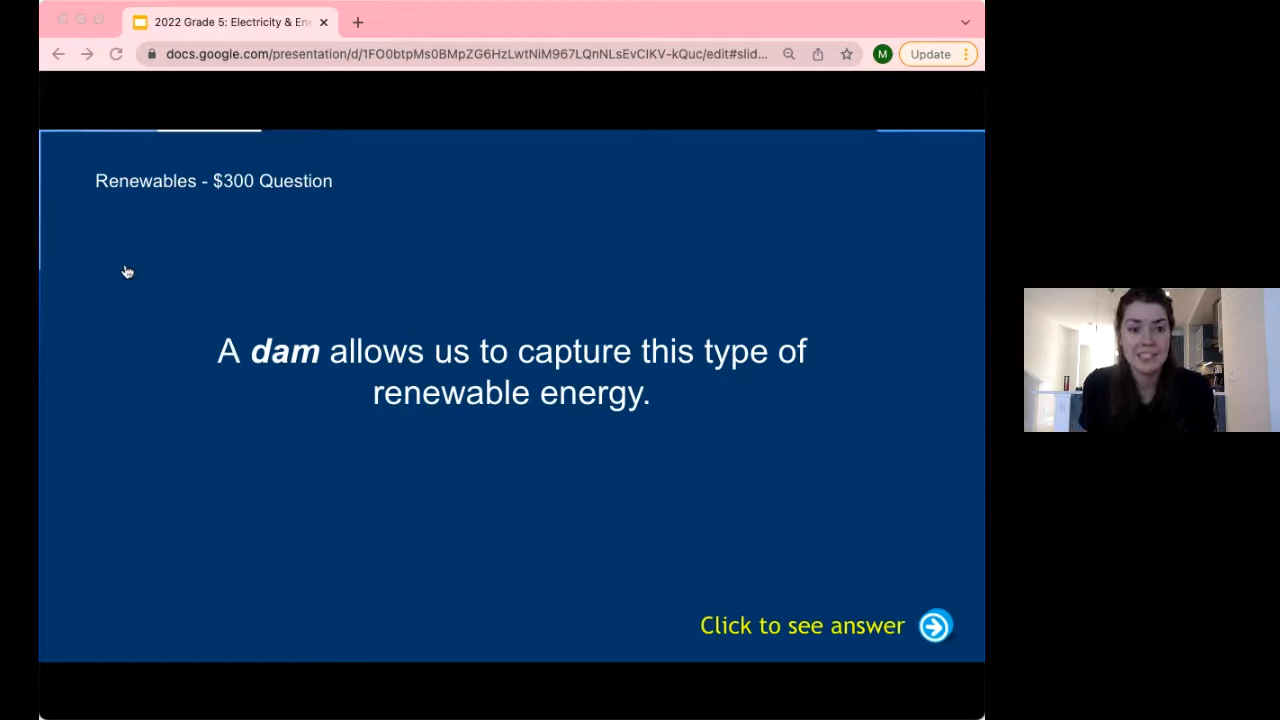 2022 Grade 5: Electricity & En
docs.google.com/presentation/d/1FO0btpMs0BMpZG6HzLwtNiM967LQnNLsEvCIKV-kQuc/edit#slid...
M
Update
Renewables - $300 Question
A dam allows us to capture this type of
renewable energy.
Click to see answer